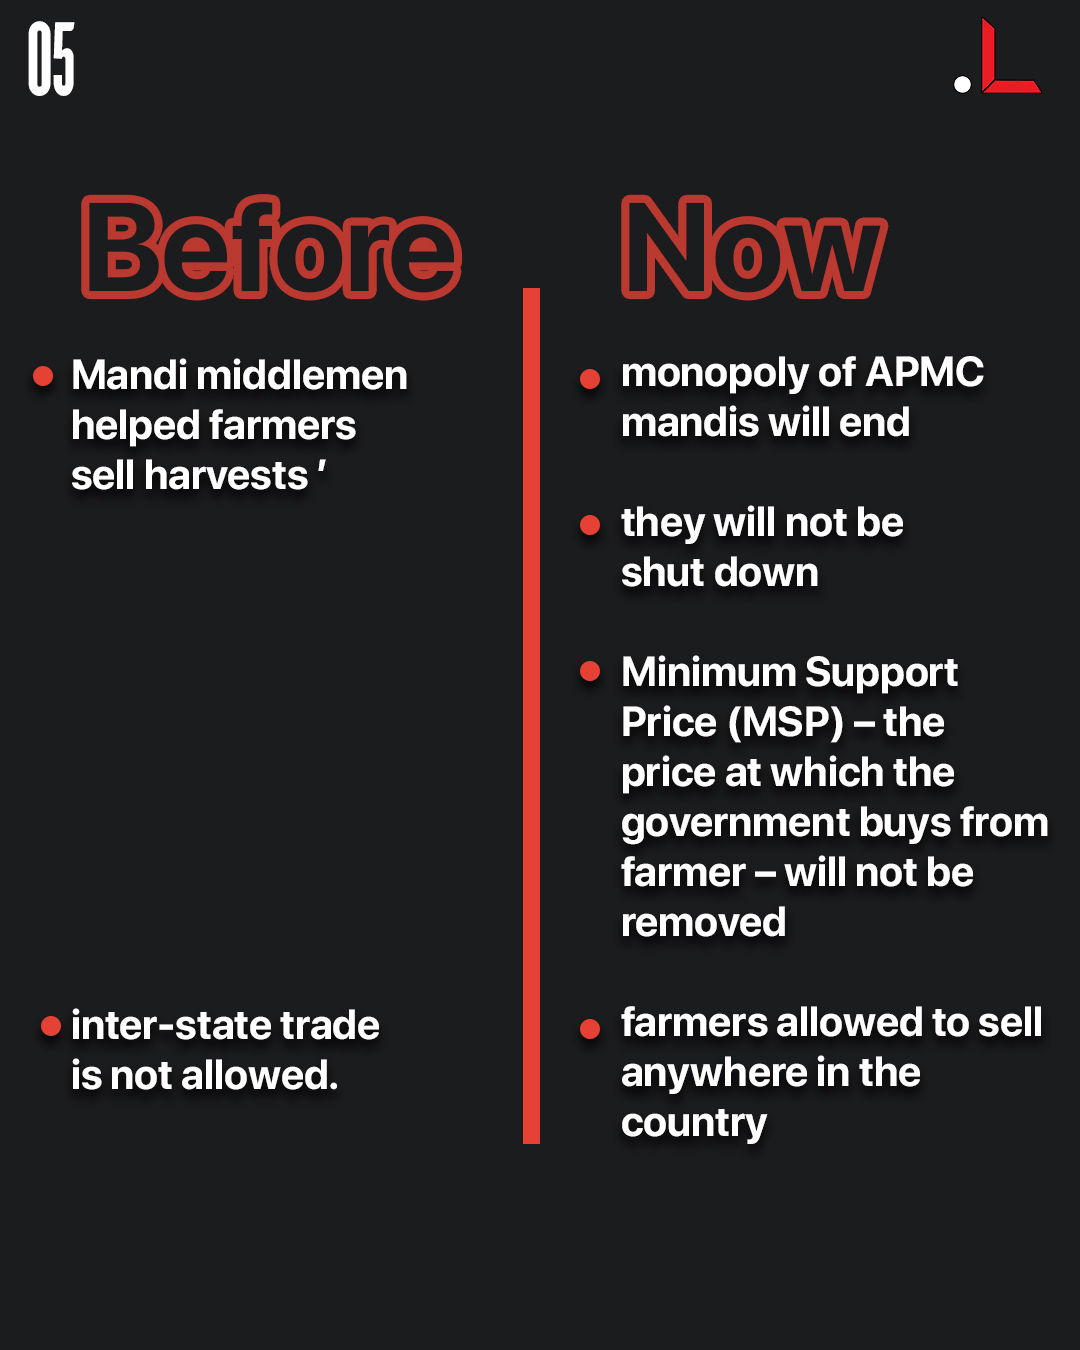 05
Before
Mandi middlemen
helped farmers
sell harvests ’
inter-state trade
is not allowed.
Now
monopoly of APMC
mandis will end
they will not be
shut down
Minimum Support
Price (MSP) – the
price at which the
government buys from
farmer – will not be
removed
farmers allowed to sell
anywhere in the
country